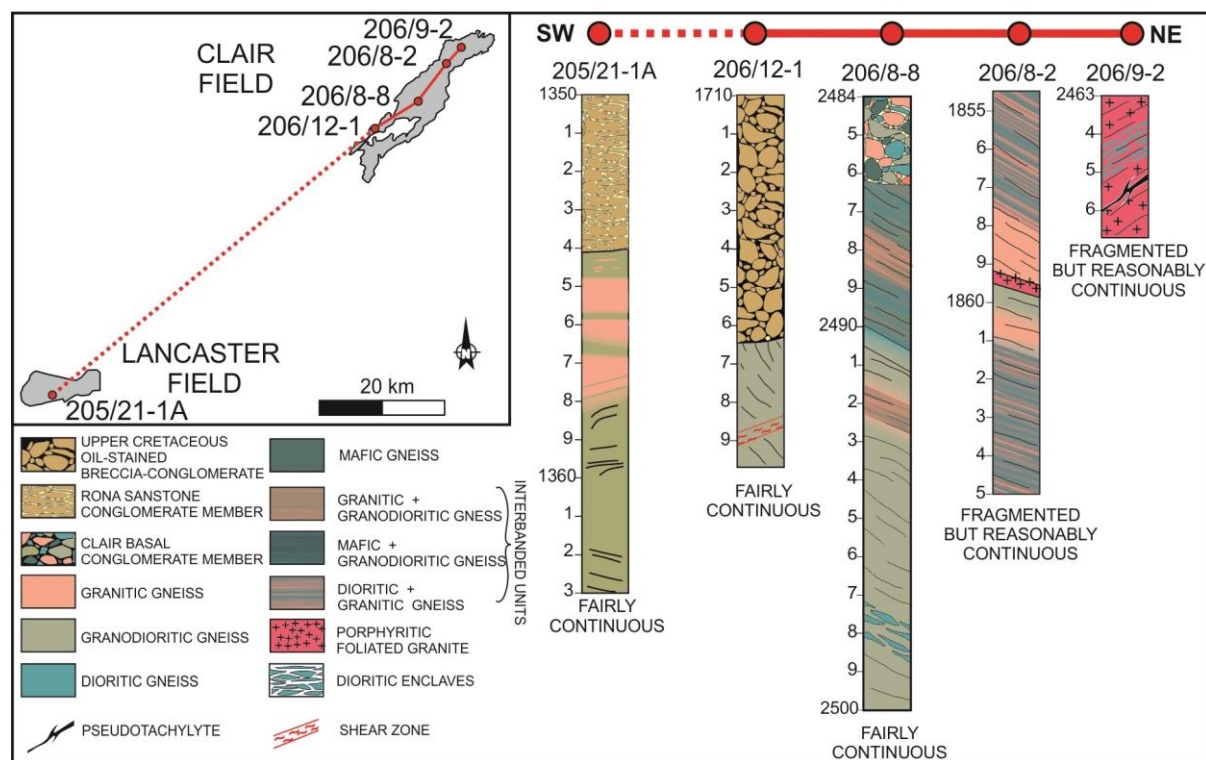 CLAIR
FIELD
206/9-2
206/8-2
206/8-8
206/12-1
N
LANCASTER
FIELD
20 km
205/21-1A
UPPER CRETACEOUS
OIL-STAINED
BRECCIA-CONGLOMERATE
RONA SANSTONE
CONGLOMERATE MEMBER
CLAIR BASAL
CONGLOMERATE MEMBER
GRANITIC GNEISS
GRANODIORITIC GNEISS
DIORITIC GNEISS
PSEUDOTACHYLYTE
MAFIC GNEISS
GRANITIC +
GRANODIORITIC GNESS
MAFIC +
GRANODIORITIC GNEISS
DIORITIC +
GRANITIC GNEISS
INTERBANDED UNITS
PORPHYRITIC
FOLIATED GRANITE
DIORITIC ENCLAVES
SHEAR ZONE
SW
NE
205/21-1A
1350
1
2
3
4
5
6
7
8
9
1360
1
2
3
FAIRLY
CONTINUOUS
206/12-1
1710
1
2
3
4
5
6
7
8
9
FAIRLY
CONTINUOUS
206/8-8
2484
5
6
7
8
9
2490
1
2
3
4
5
6
7
8
9
2500
FAIRLY
CONTINUOUS
206/8-2
1855
6
7
8
9
1860
1
2
3
4
5
FRAGMENTED
BUT REASONABLY
CONTINUOUS
206/9-2
2463
4
5
6
FRAGMENTED
BUT REASONABLY
CONTINUOUS